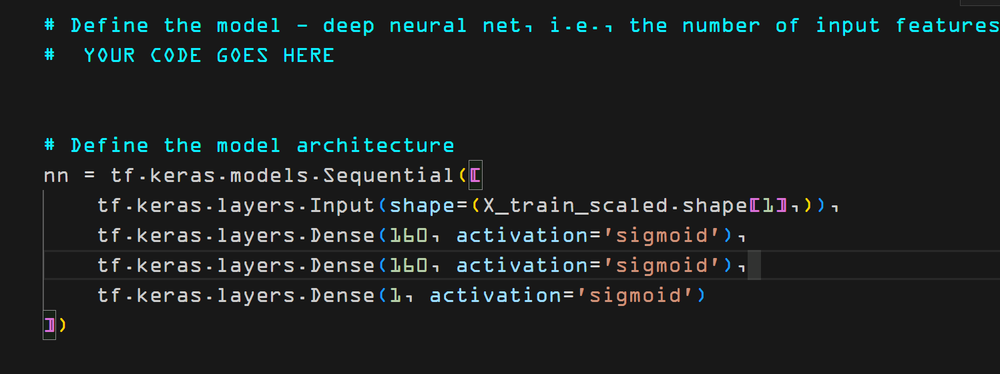 # Define the model - deep neural net, i.e., the number of input features
# YOUR CODE GOES HERE
# Define the model architecture
nn = tf.keras.models.Sequential([
    tf.keras.layers.Input(shape=(X_train_scaled.shape[1],)),
    tf.keras.layers.Dense(160, activation='sigmoid'),
    tf.keras.layers.Dense(160, activation='sigmoid'),
    tf.keras.layers.Dense(1, activation='sigmoid')
])